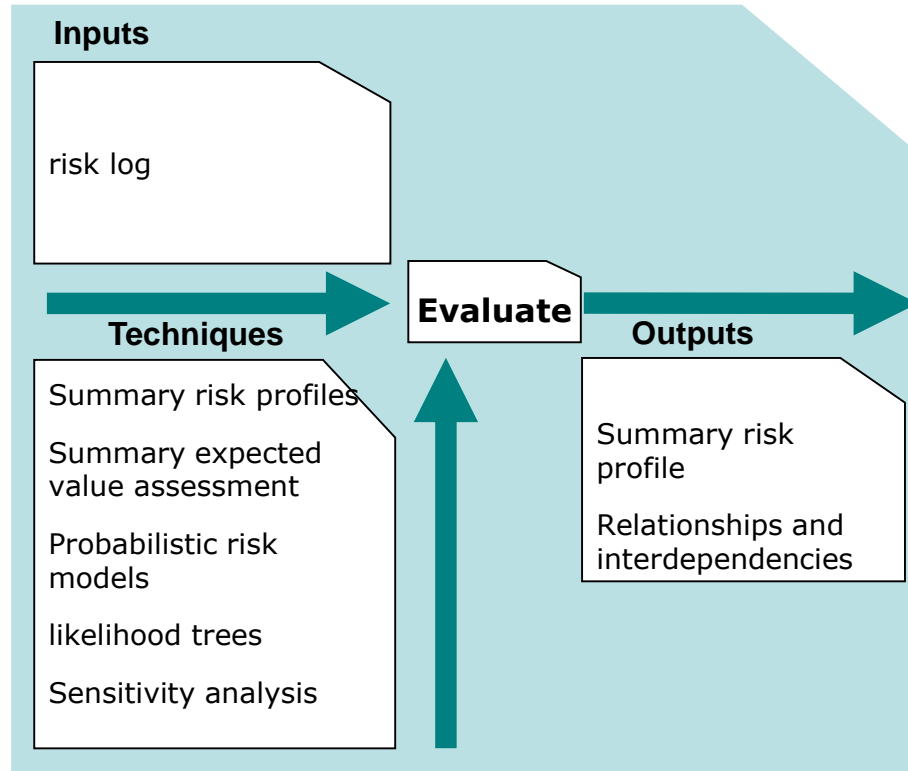 Inputs
risk log
Evaluate
Techniques
Outputs
Summary risk profiles
Summary expected
value assessment
Probabilistic risk
models
likelihood trees
Sensitivity analysis
Summary risk
profile
Relationships and
interdependencies